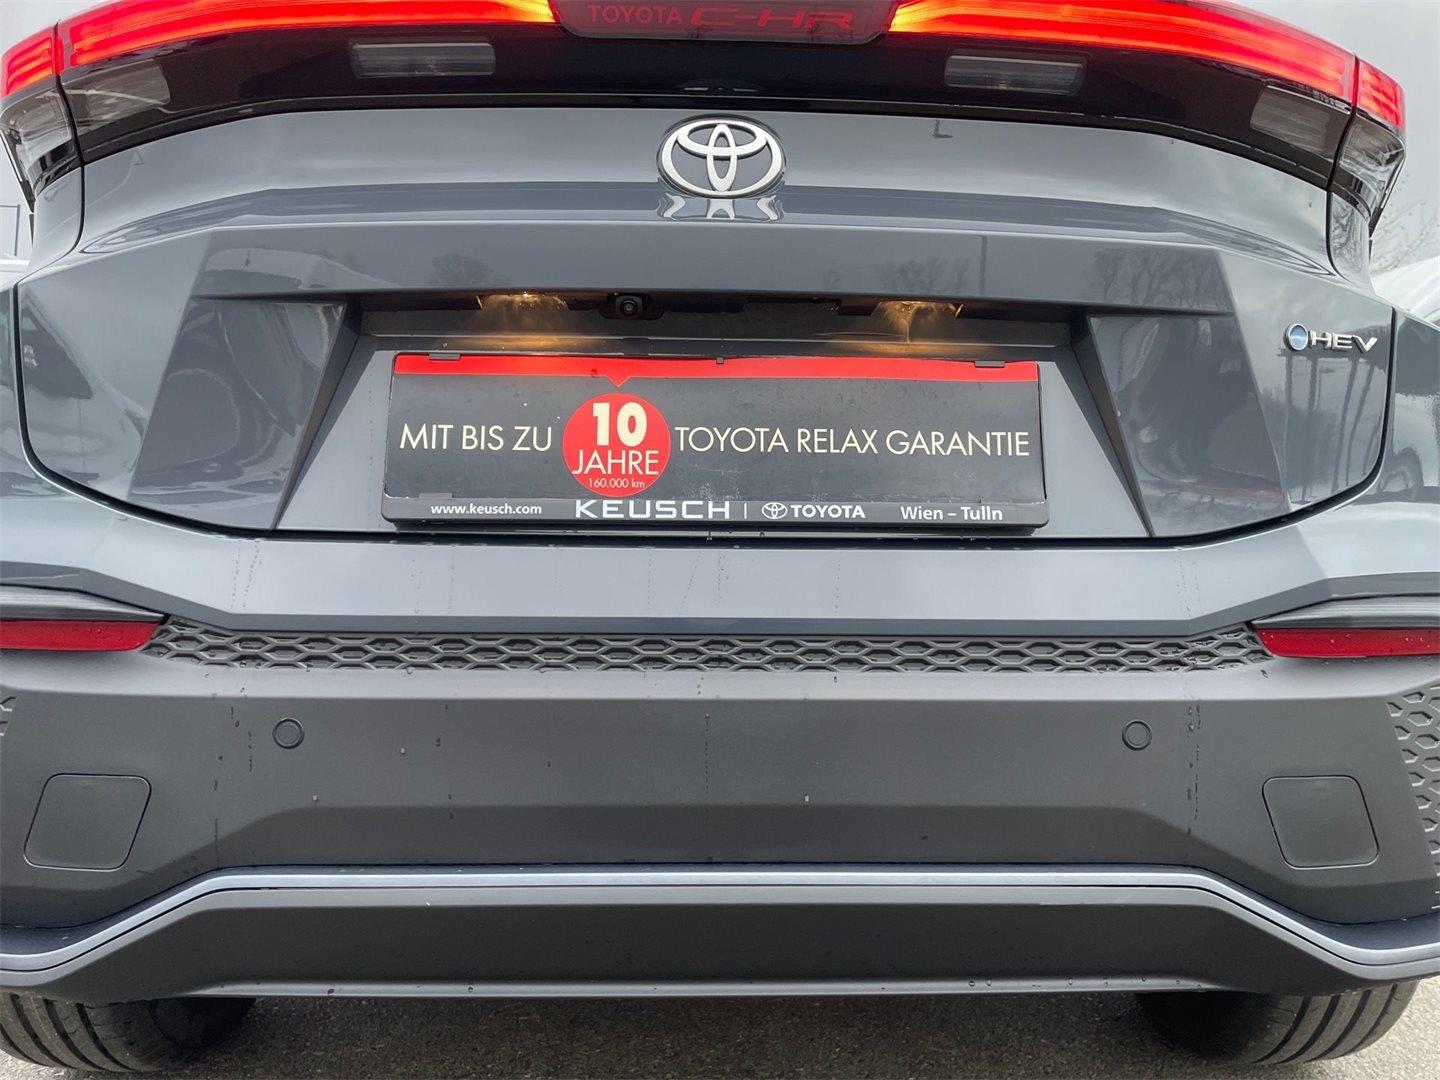 TOYOTA C-HR
HEV
MIT BIS ZU 10 JAHRE TOYOTA RELAX GARANTIE
160.000 km
www.keusch.com KEUSCH | TOYOTA Wien – Tulln